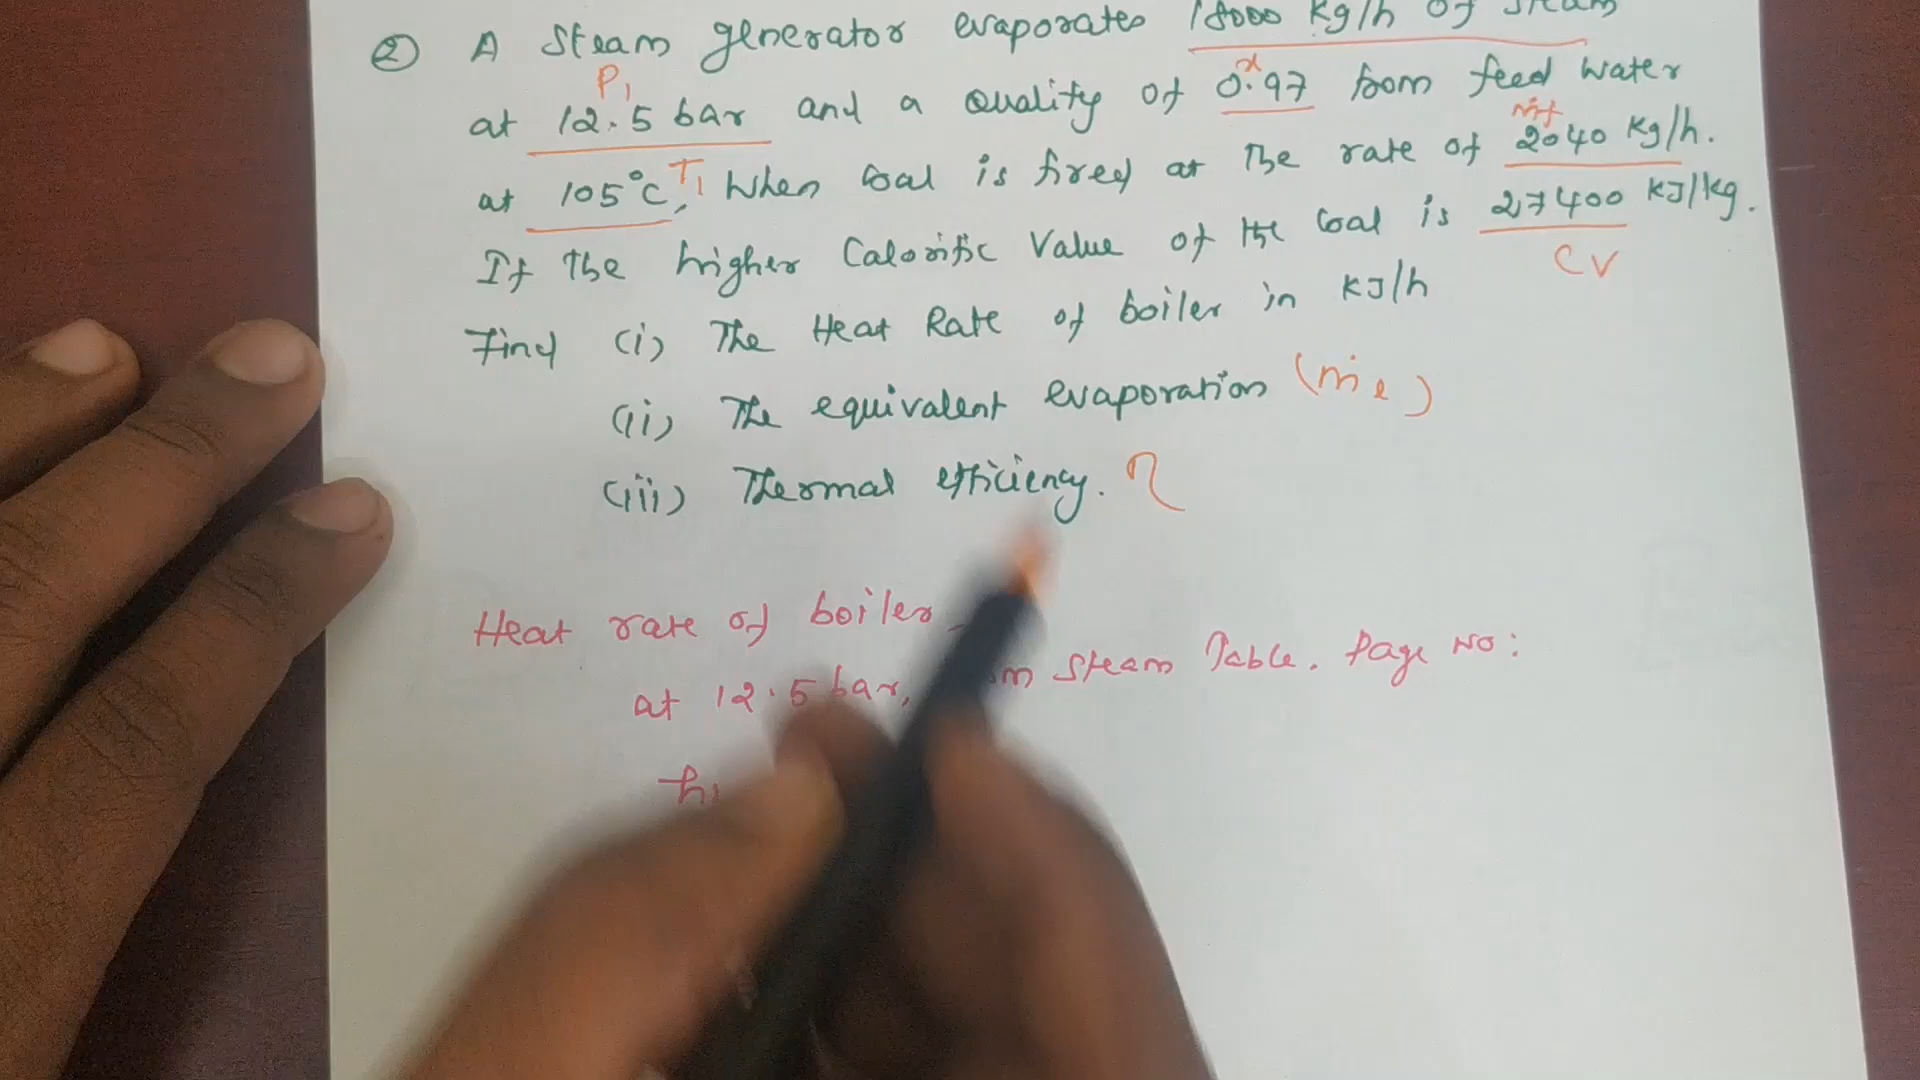 ② A Steam generator evaporates 18000 kg/h of steam
P₁ x
at 12.5 bar and a Quality of 0.97 from feed water
ṁf
at 105°C, T₁ When Coal is fired at the rate of 2040 kg/h.
If the higher Calorific Value of the Coal is 27400 KJ/kg.
CV
Find (i) The Heat Rate of boiler in KJ/h
(ii) The equivalent evaporation (ṁe)
(iii) Thermal efficiency. η
Heat rate of boiler
at 12.5 bar, Steam Table. Page No:
h₁